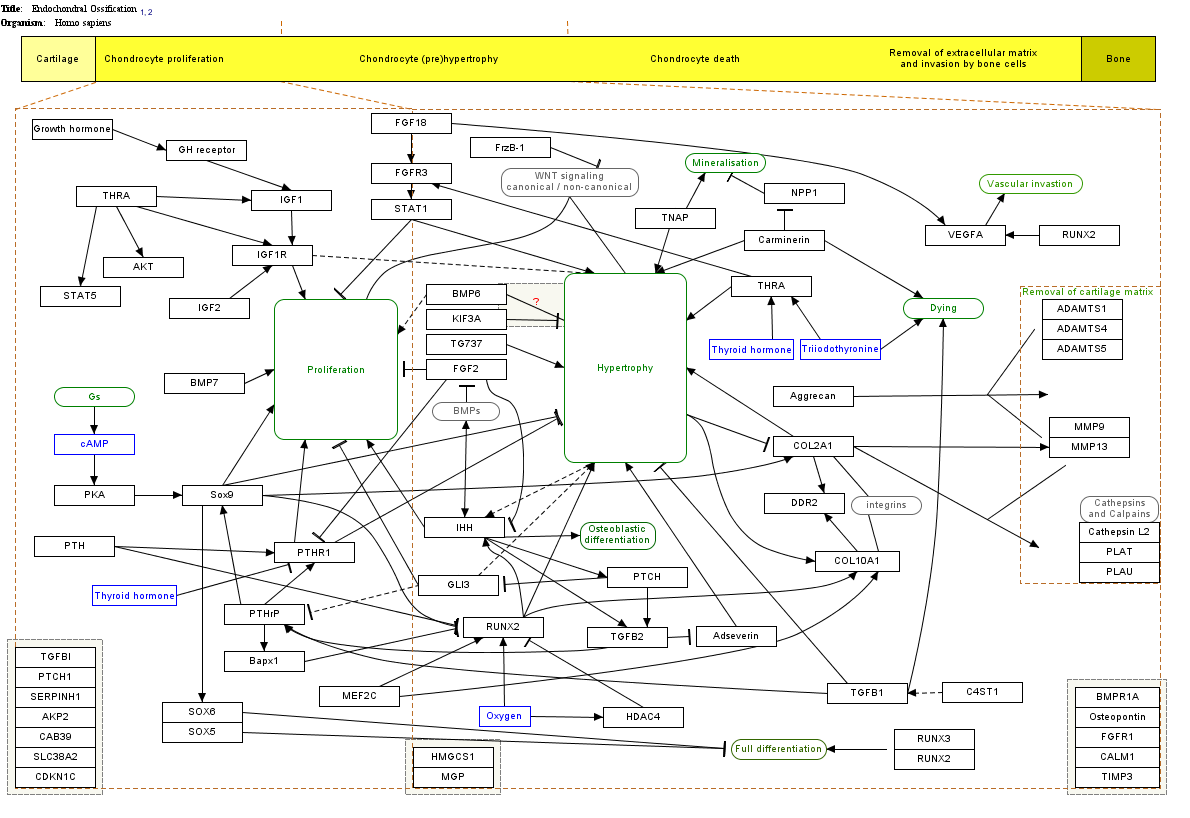 Title: Endochondral Ossification 1, 2
Organism: Homo sapiens
Cartilage
Chondrocyte proliferation
Chondrocyte (pre)hypertrophy
Chondrocyte death
Removal of extracellular matrix
and invasion by bone cells
Bone
Growth hormone
GH receptor
THRA
IGF1
IGF1R
AKT
STAT5
IGF2
FGF18
FGFR3
STAT1
FrzB-1
WNT signaling
canonical / non-canonical
Mineralisation
NPP1
TNAP
Carminerin
Vascular invastion
VEGFA
RUNX2
BMP6
KIF3A
TG737
FGF2
?
BMPs
Proliferation
Hypertrophy
THRA
Thyroid hormone
Triiodothyronine
Dying
Removal of cartilage matrix
ADAMTS1
ADAMTS4
ADAMTS5
BMP7
Gs
cAMP
PKA
Sox9
Aggrecan
MMP9
MMP13
COL2A1
DDR2
integrins
COL10A1
Cathepsins
and Calpains
Cathepsin L2
PLAT
PLAU
PTH
Thyroid hormone
PTHR1
PTHrP
Bapx1
IHH
Osteoblastic
differentiation
GLI3
PTCH
RUNX2
TGFB2
Adseverin
MEF2C
Oxygen
HDAC4
TGFB1
C4ST1
SOX6
SOX5
Full differentiation
RUNX3
RUNX2
TGFBI
PTCH1
SERPINH1
AKP2
CAB39
SLC38A2
CDKN1C
HMGCS1
MGP
BMPR1A
Osteopontin
FGFR1
CALM1
TIMP3